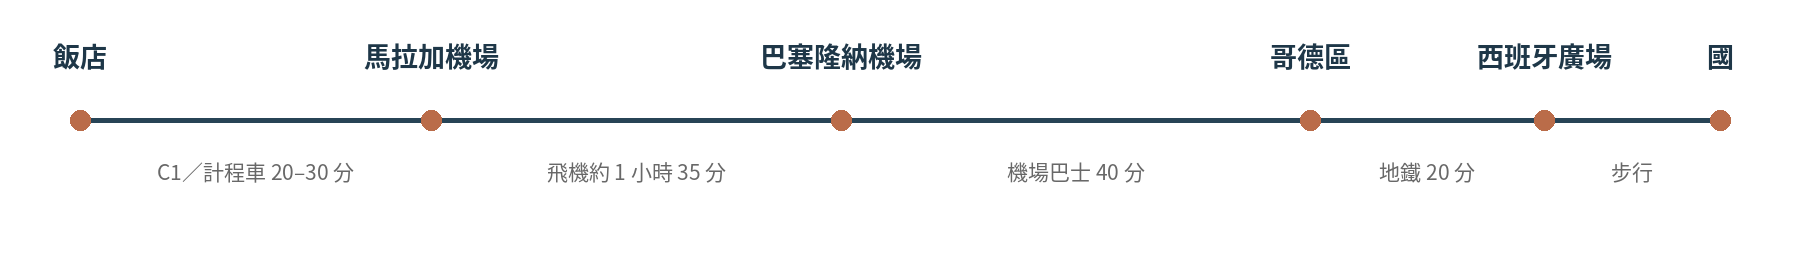 飯店 馬拉加機場 巴塞隆納機場 哥德區 西班牙廣場 國
C1／計程車 20–30 分 飛機約 1 小時 35 分 機場巴士 40 分 地鐵 20 分 步行